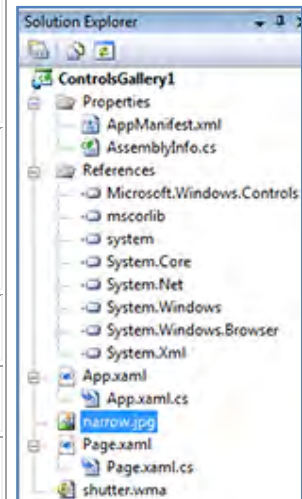 Solution Explorer
ControlsGallery1
Properties
AppManifest.xml
AssemblyInfo.cs
References
Microsoft.Windows.Controls
mscorlib
system
System.Core
System.Net
System.Windows
System.Windows.Browser
System.Xml
App.xaml
App.xaml.cs
narrow.jpg
Page.xaml
Page.xaml.cs
shutter.wma